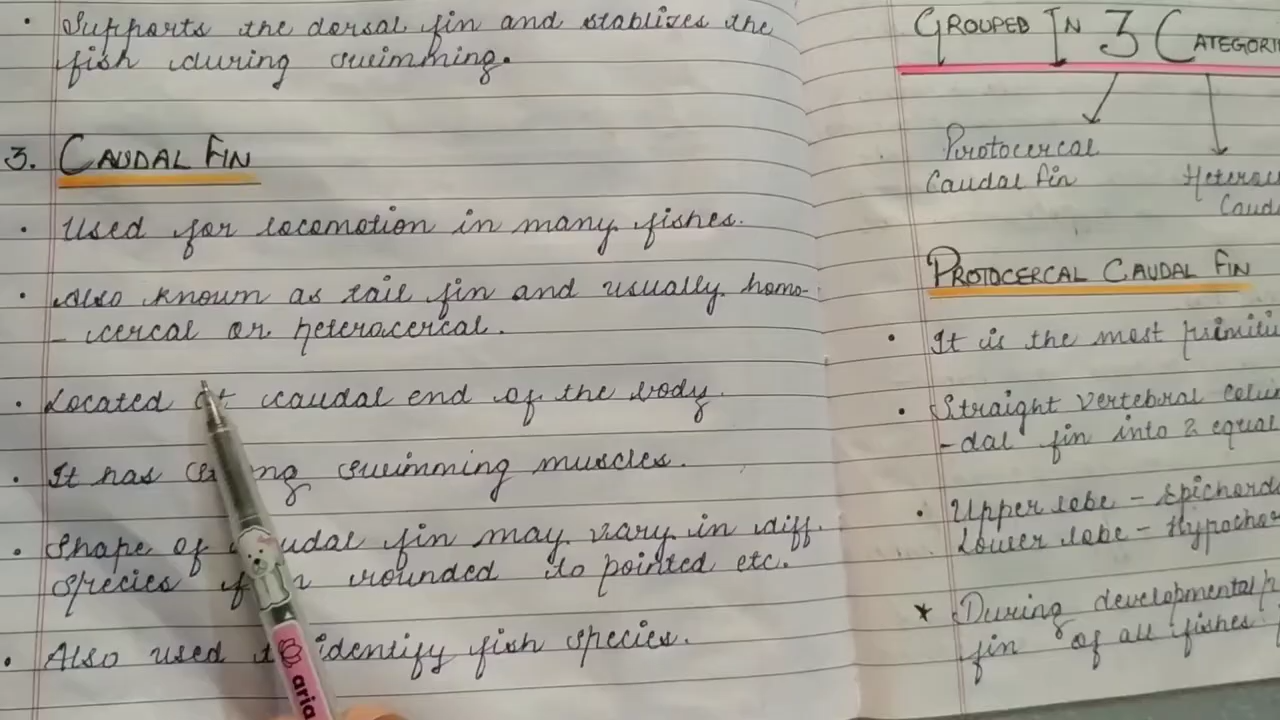 • Supports the dorsal fin and stablizes the
fish during swimming.
3. CAUDAL FIN
• Used for locomotion in many fishes.
• Also known as tail fin and usually homo-
- cercal or heterocercal.
• Located at caudal end of the body.
• It has swimming muscles.
• Shape of caudal fin may vary in diff.
species rounded to pointed etc.
• Also used identify fish species.
aria
GROUPED IN 3
Protocercal
Caudal fin
PROTOCERCAL CAUDAL FIN
• It is the most
• Straight vertebral
-dal fin into 2 equal
• Upper lobe -
Lower lobe -
* During developmental
fin of all fishes